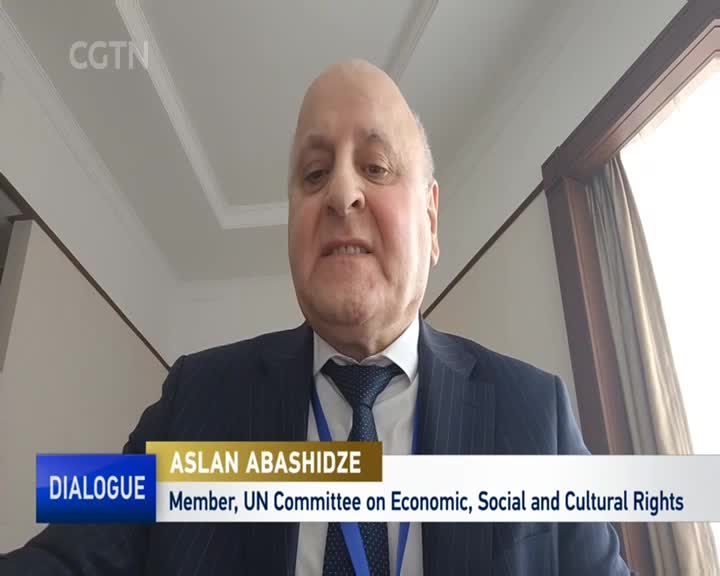 CGTN
ASLAN ABASHIDZE
DIALOGUE
Member, UN Committee on Economic, Social and Cultural Rights